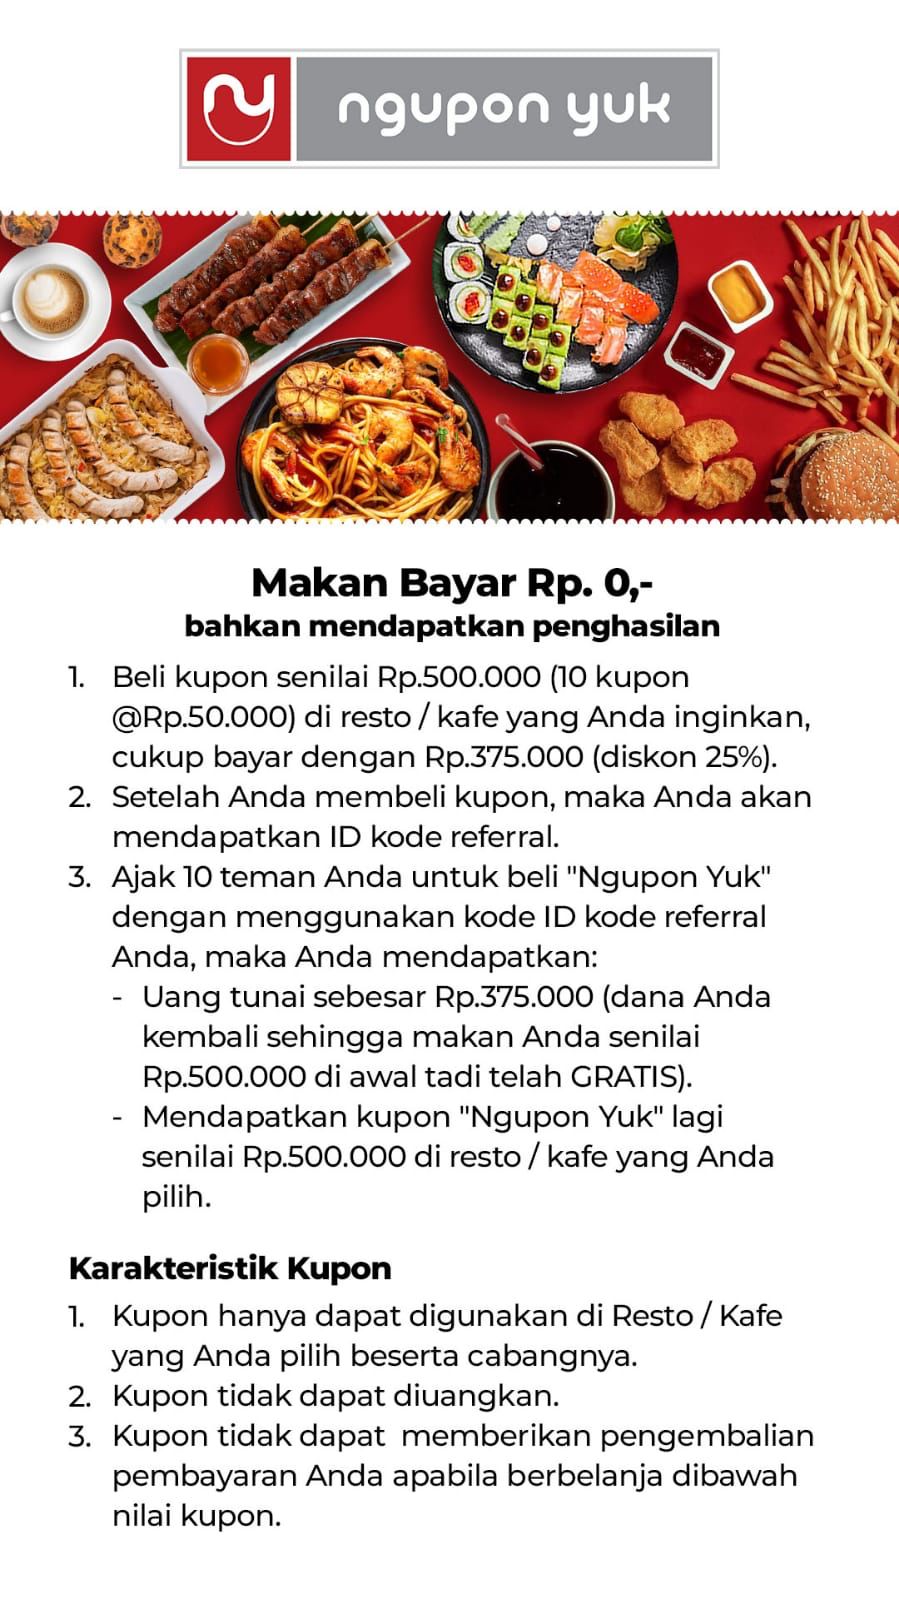 ngupon yuk
Makan Bayar Rp. 0,-
bahkan mendapatkan penghasilan
1. Beli kupon senilai Rp.500.000 (10 kupon
@Rp.50.000) di resto / kafe yang Anda inginkan,
cukup bayar dengan Rp.375.000 (diskon 25%).
2. Setelah Anda membeli kupon, maka Anda akan
mendapatkan ID kode referral.
3. Ajak 10 teman Anda untuk beli "Ngupon Yuk"
dengan menggunakan kode ID kode referral
Anda, maka Anda mendapatkan:
- Uang tunai sebesar Rp.375.000 (dana Anda
kembali sehingga makan Anda senilai
Rp.500.000 di awal tadi telah GRATIS).
- Mendapatkan kupon "Ngupon Yuk" lagi
senilai Rp.500.000 di resto / kafe yang Anda
pilih.
Karakteristik Kupon
1. Kupon hanya dapat digunakan di Resto / Kafe
yang Anda pilih beserta cabangnya.
2. Kupon tidak dapat diuangkan.
3. Kupon tidak dapat  memberikan pengembalian
pembayaran Anda apabila berbelanja dibawah
nilai kupon.